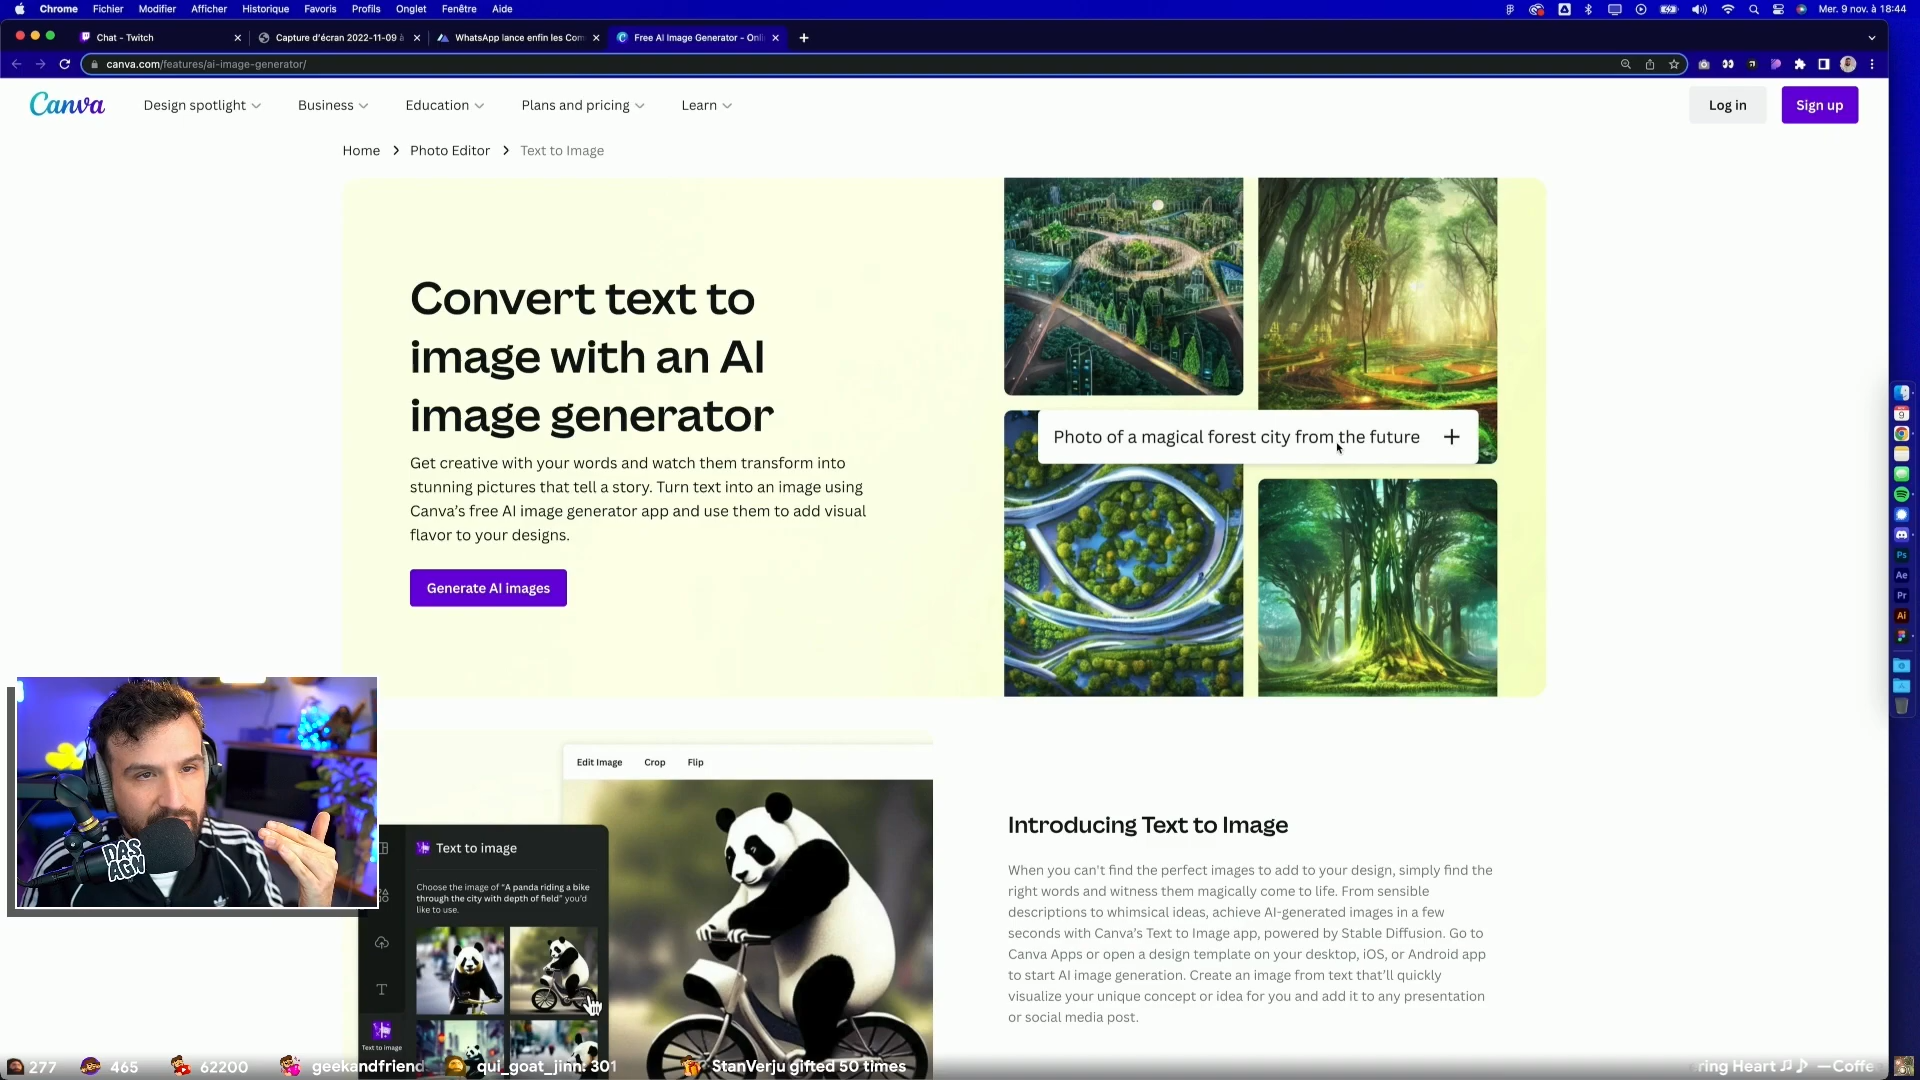 Chrome Fichier Modifier Afficher Historique Favoris Profils Onglet Fenêtre Aide
Mer. 9 nov. à 18:44
Chat - Twitch
Capture d'écran 2022-11-09 à
WhatsApp lance enfin les Com
Free AI Image Generator - Onli
canva.com/features/ai-image-generator/
Canva
Design spotlight
Business
Education
Plans and pricing
Learn
Log in
Sign up
Home > Photo Editor > Text to Image
Convert text to
image with an AI
image generator
Get creative with your words and watch them transform into
stunning pictures that tell a story. Turn text into an image using
Canva's free AI image generator app and use them to add visual
flavor to your designs.
Generate AI images
Photo of a magical forest city from the future +
Edit Image Crop Flip
Text to image
Choose the image of "A panda riding a bike
through the city with depth of field" you'd
like to use.
Text to image
Introducing Text to Image
When you can't find the perfect images to add to your design, simply find the
right words and witness them magically come to life. From sensible
descriptions to whimsical ideas, achieve AI-generated images in a few
seconds with Canva's Text to Image app, powered by Stable Diffusion. Go to
Canva Apps or open a design template on your desktop, iOS, or Android app
to start AI image generation. Create an image from text that'll quickly
visualize your unique concept or idea for you and add it to any presentation
or social media post.
DAS
AGN
9
Ps
Ae
Pr
Ai
277
465
62200
geekandfriend
qui_goat_jinn: 301
StanVerju gifted 50 times
ring Heart ♫♪ —Coffe